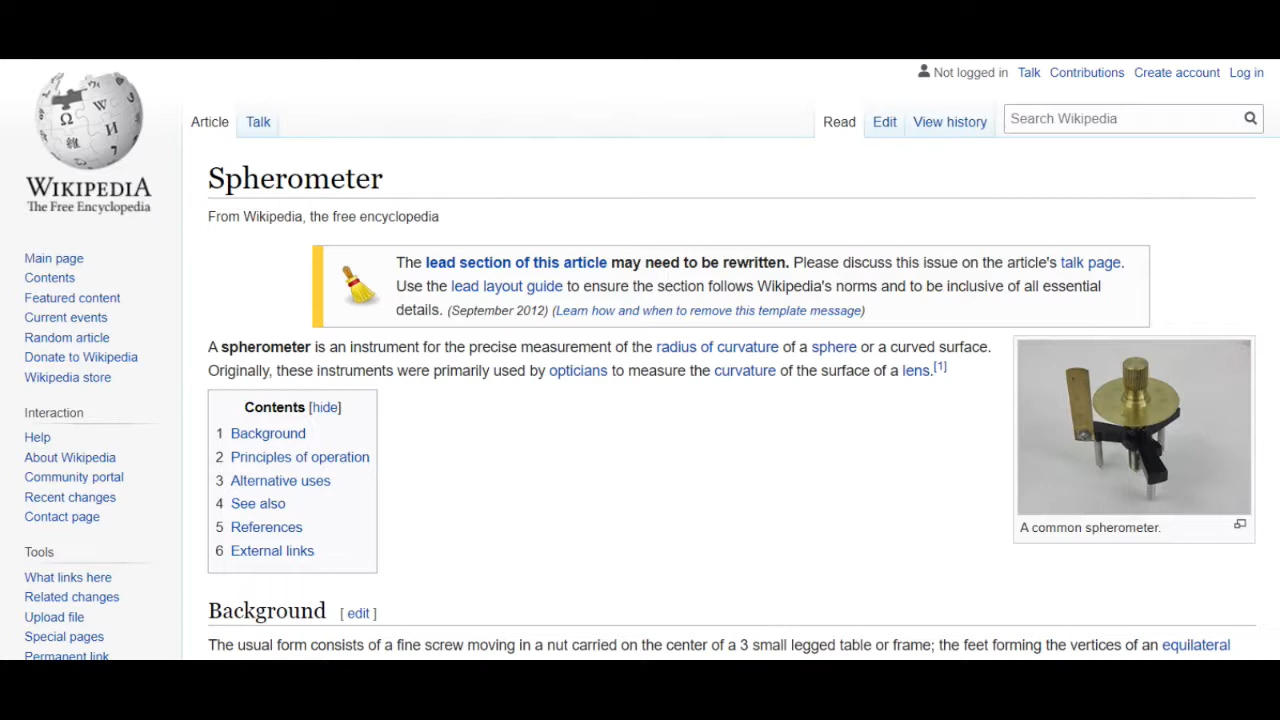 Not logged in Talk Contributions Create account Log in
Article Talk Read Edit View history Search Wikipedia
WIKIPEDIA
The Free Encyclopedia
Main page
Contents
Featured content
Current events
Random article
Donate to Wikipedia
Wikipedia store
Interaction
Help
About Wikipedia
Community portal
Recent changes
Contact page
Tools
What links here
Related changes
Upload file
Special pages
Permanent link
Spherometer
From Wikipedia, the free encyclopedia
The lead section of this article may need to be rewritten. Please discuss this issue on the article's talk page.
Use the lead layout guide to ensure the section follows Wikipedia's norms and to be inclusive of all essential
details. (September 2012) (Learn how and when to remove this template message)
A spherometer is an instrument for the precise measurement of the radius of curvature of a sphere or a curved surface.
Originally, these instruments were primarily used by opticians to measure the curvature of the surface of a lens.[1]
Contents [hide]
1 Background
2 Principles of operation
3 Alternative uses
4 See also
5 References
6 External links
A common spherometer.
Background [ edit ]
The usual form consists of a fine screw moving in a nut carried on the center of a 3 small legged table or frame; the feet forming the vertices of an equilateral